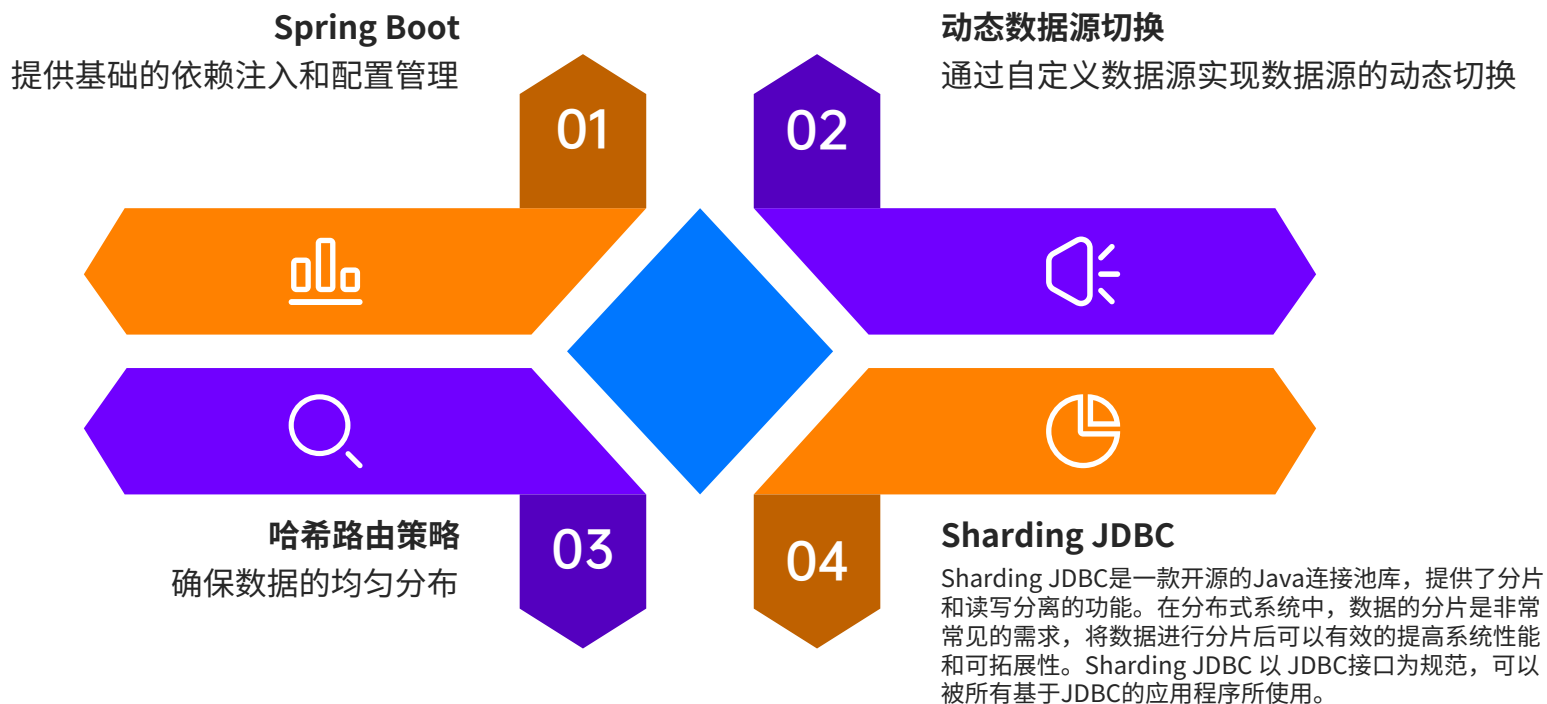 Spring Boot
提供基础的依赖注入和配置管理
01
动态数据源切换
通过自定义数据源实现数据源的动态切换
02
哈希路由策略
确保数据的均匀分布
03
04
Sharding JDBC
Sharding JDBC是一款开源的Java连接池库，提供了分片
和读写分离的功能。在分布式系统中，数据的分片是非常
常见的需求，将数据进行分片后可以有效的提高系统性能
和可拓展性。Sharding JDBC 以 JDBC接口为规范，可以
被所有基于JDBC的应用程序所使用。